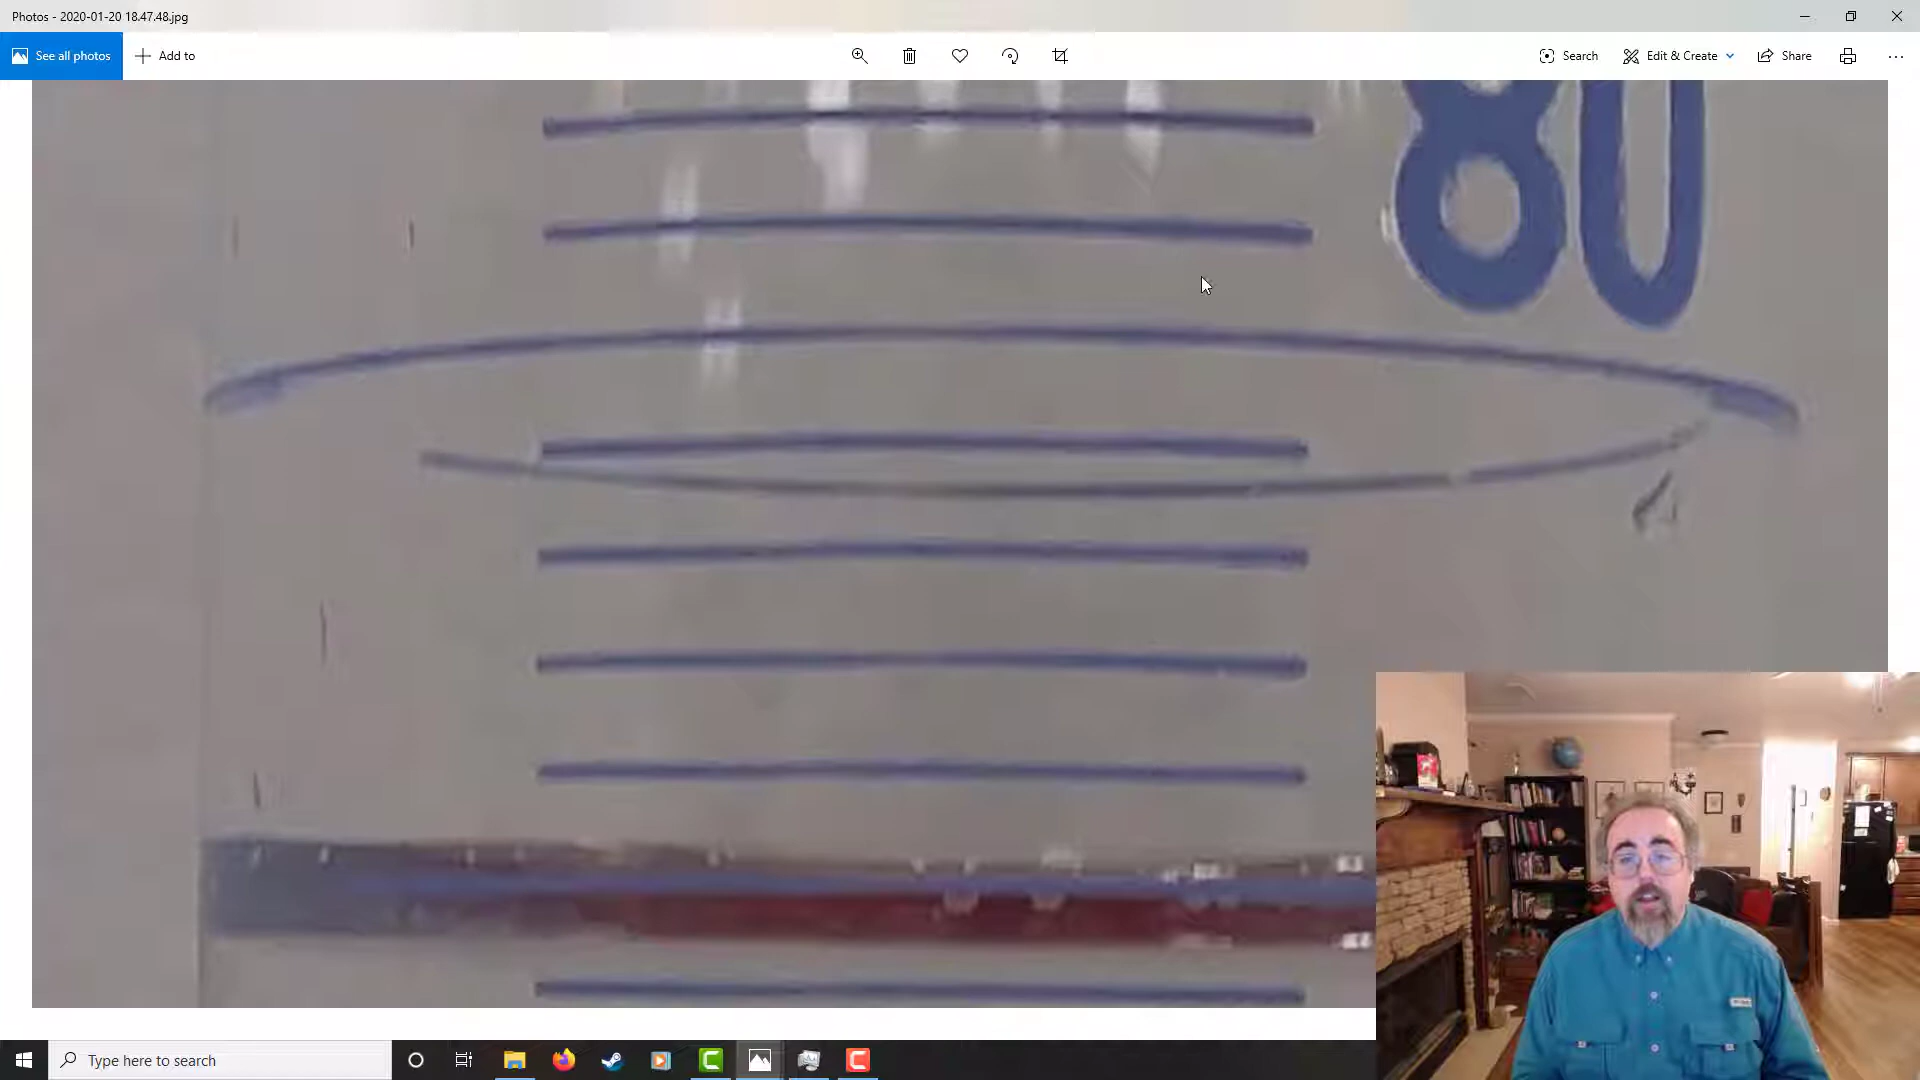 Photos - 2020-01-20 18.47.48.jpg
See all photos
Add to
Search
Edit & Create
Share
80
Type here to search